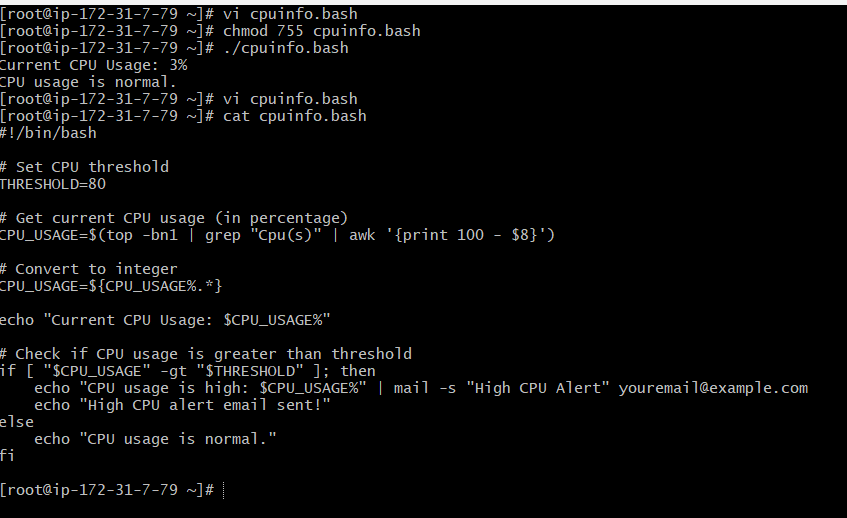 [root@ip-172-31-7-79 ~]# vi cpuinfo.bash
[root@ip-172-31-7-79 ~]# chmod 755 cpuinfo.bash
[root@ip-172-31-7-79 ~]# ./cpuinfo.bash
Current CPU Usage: 3%
CPU usage is normal.
[root@ip-172-31-7-79 ~]# vi cpuinfo.bash
[root@ip-172-31-7-79 ~]# cat cpuinfo.bash
#!/bin/bash

# Set CPU threshold
THRESHOLD=80

# Get current CPU usage (in percentage)
CPU_USAGE=$(top -bn1 | grep "Cpu(s)" | awk '{print 100 - $8}')

# Convert to integer
CPU_USAGE=${CPU_USAGE%.*}

echo "Current CPU Usage: $CPU_USAGE%"

# Check if CPU usage is greater than threshold
if [ "$CPU_USAGE" -gt "$THRESHOLD" ]; then
    echo "CPU usage is high: $CPU_USAGE%" | mail -s "High CPU Alert" youremail@example.com
    echo "High CPU alert email sent!"
else
    echo "CPU usage is normal."
fi

[root@ip-172-31-7-79 ~]#